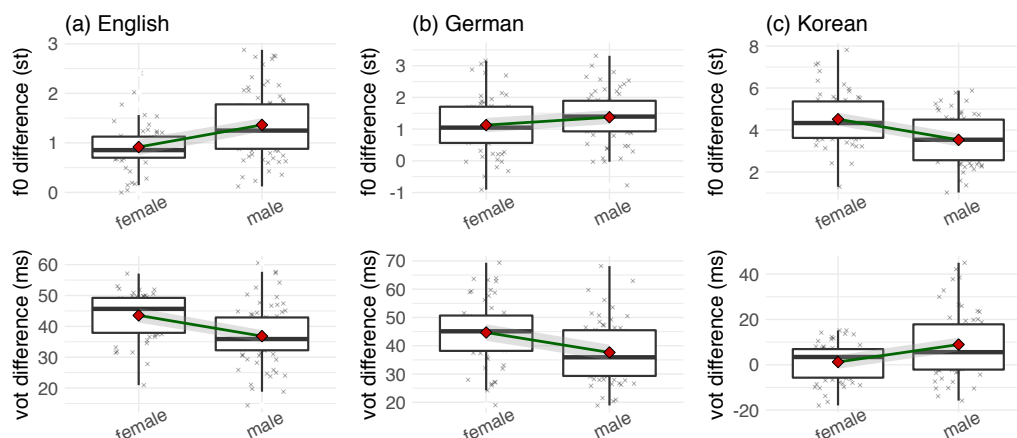 (a) English
f0 difference (st)
3
2
1
0
female
male
(b) German
f0 difference (st)
3
2
1
0
-1
female
male
(c) Korean
f0 difference (st)
8
6
4
2
female
male
vot difference (ms)
60
50
40
30
20
female
male
vot difference (ms)
70
60
50
40
30
20
female
male
vot difference (ms)
40
20
0
-20
female
male